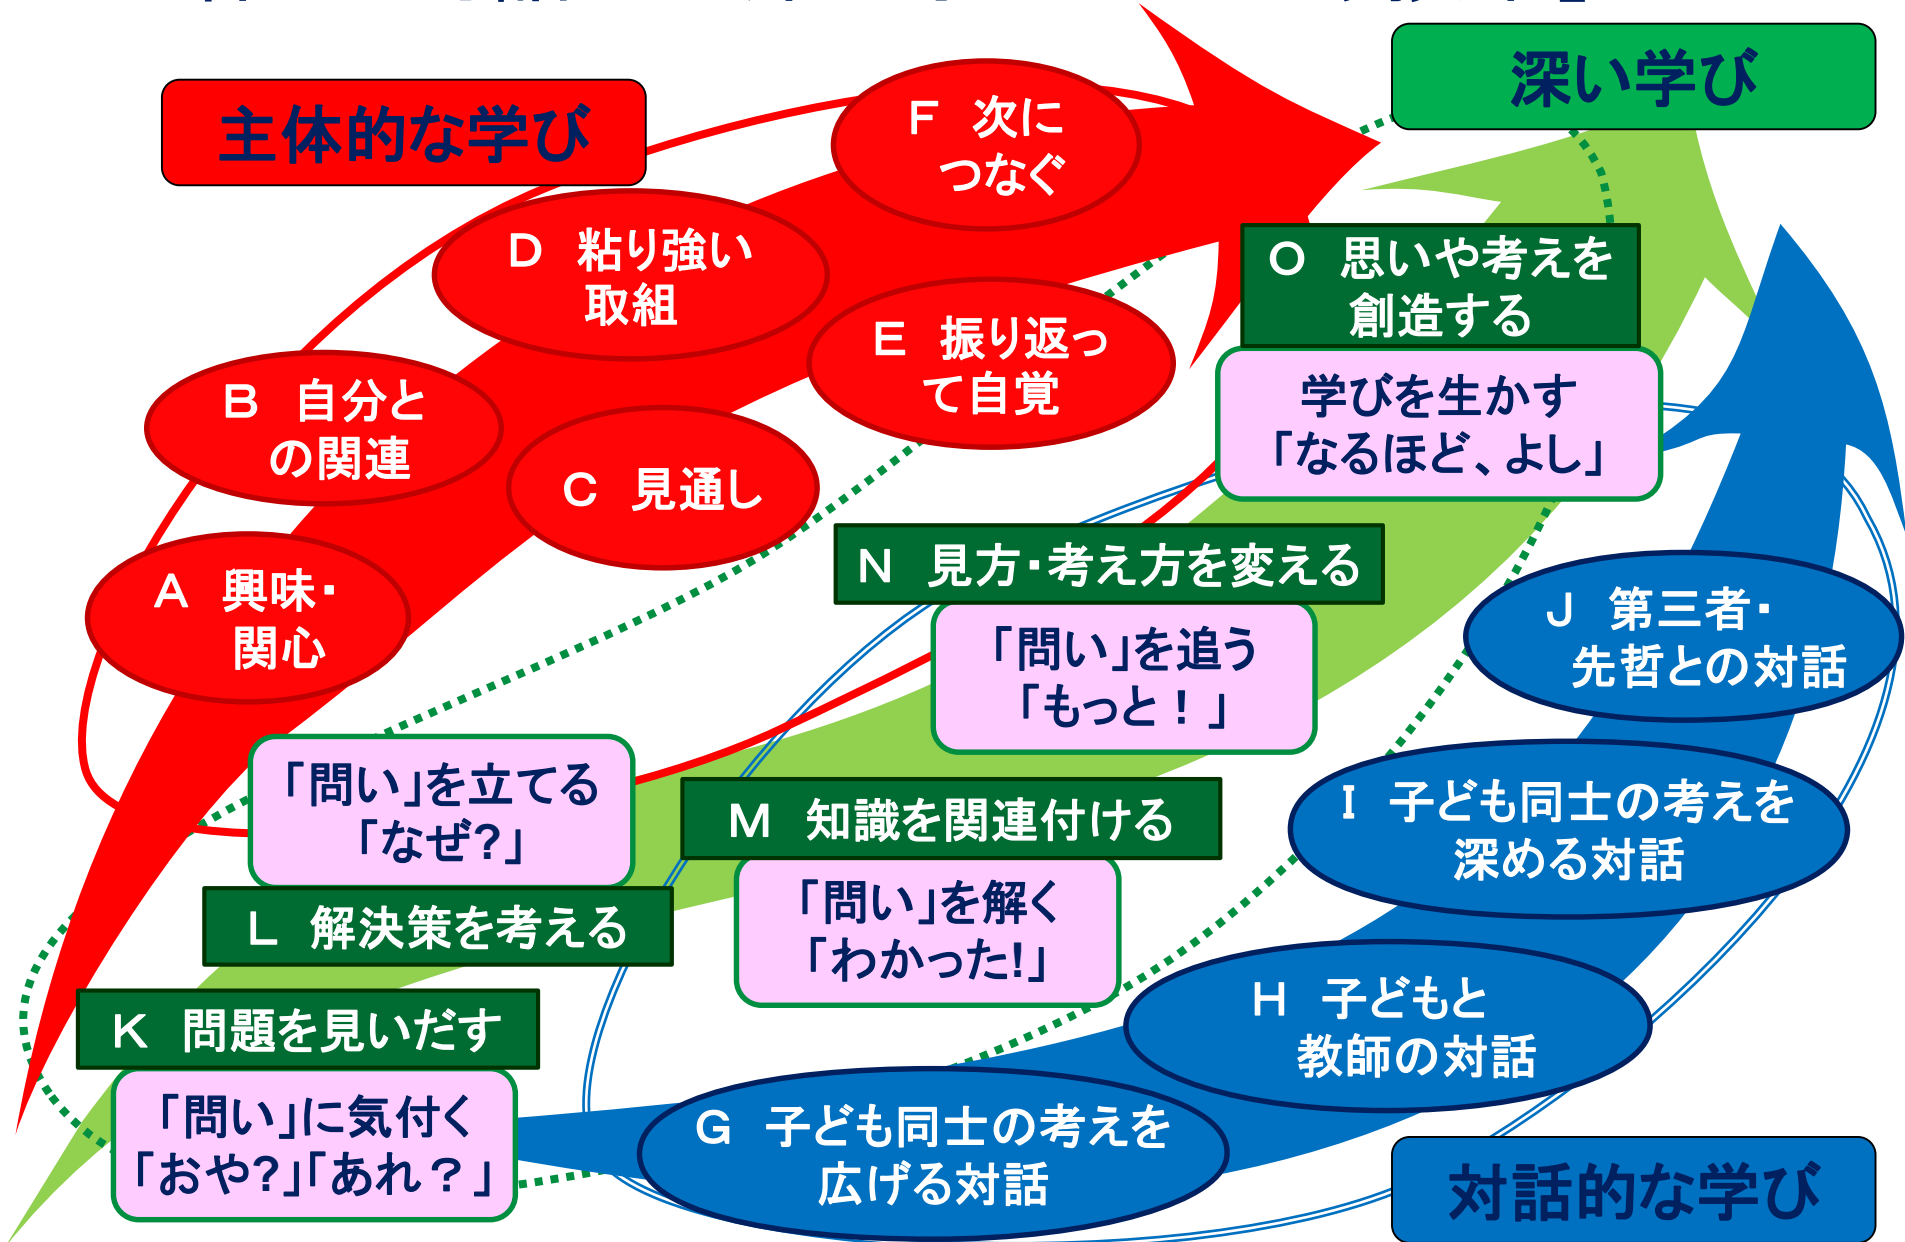 主体的な学び
深い学び
F　次に
つなぐ
D　粘り強い
取組
E　振り返っ
て自覚
B　自分と
の関連
C　見通し
A　興味・
関心
O　思いや考えを
創造する
学びを生かす
「なるほど、よし」
N　見方・考え方を変える
「問い」を追う
「もっと！」
M　知識を関連付ける
「問い」を解く
「わかった!」
「問い」を立てる
「なぜ?」
L　解決策を考える
K　問題を見いだす
「問い」に気付く
「おや?」「あれ？」
J　第三者・
先哲との対話
I　子ども同士の考えを
深める対話
H　子どもと
教師の対話
G　子ども同士の考えを
広げる対話
対話的な学び